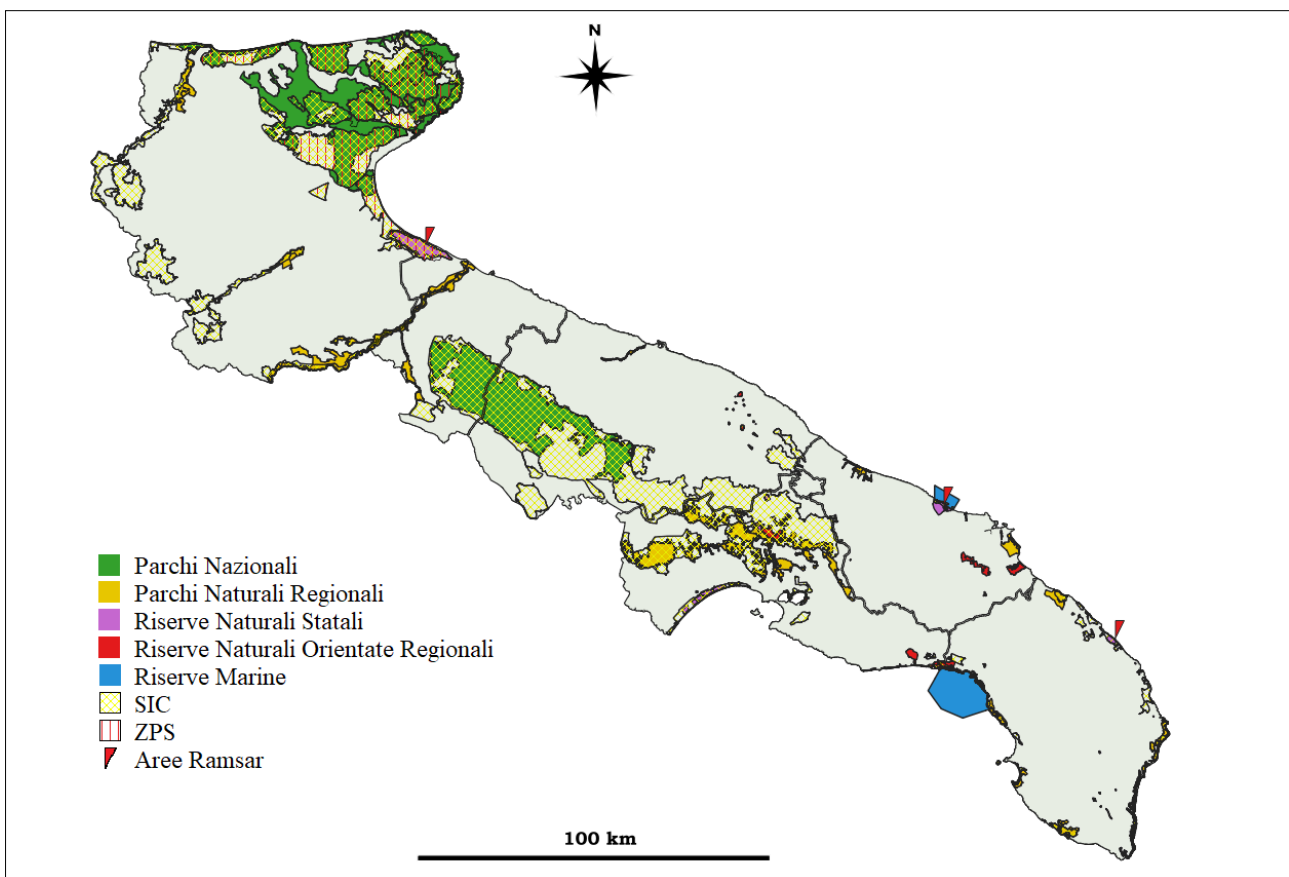 N
Parchi Nazionali
Parchi Naturali Regionali
Riserve Naturali Statali
Riserve Naturali Orientate Regionali
Riserve Marine
SIC
ZPS
Aree Ramsar
100 km